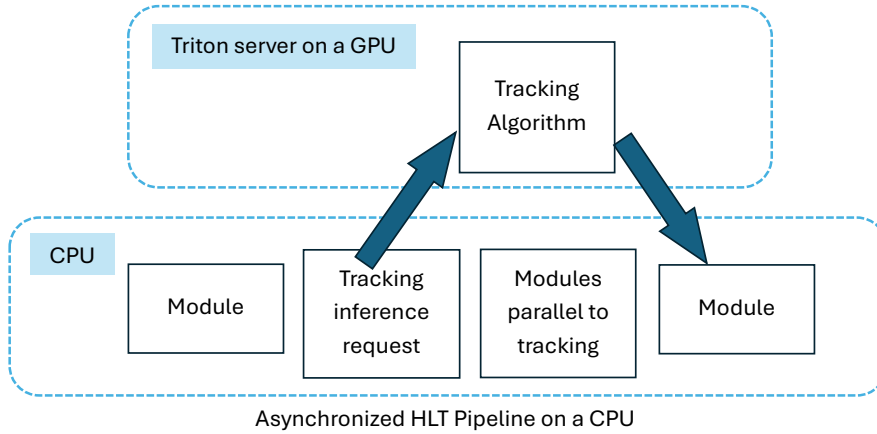 Triton server on a GPU
Tracking
Algorithm
CPU
Module
Tracking
inference
request
Modules
parallel to
tracking
Module
Asynchronized HLT Pipeline on a CPU